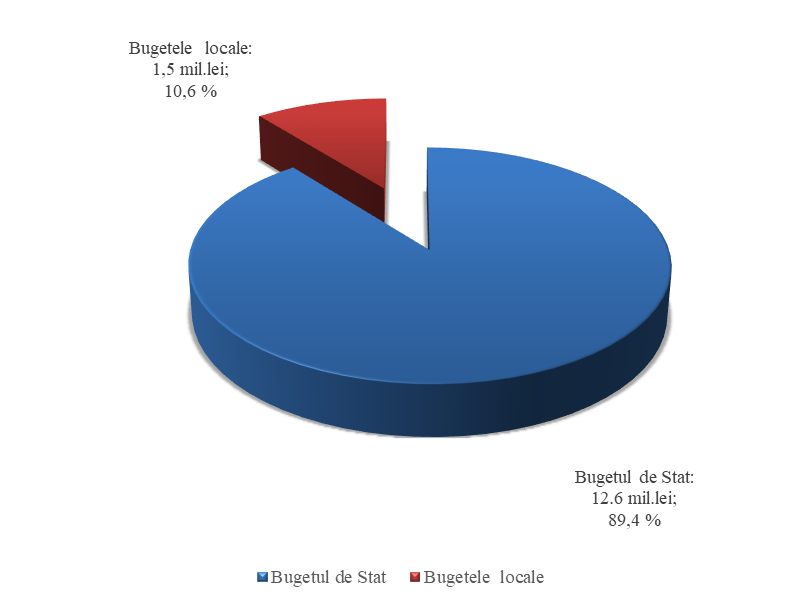 Bugetele locale:
1,5 mil.lei;
10,6 %
Bugetul de Stat:
12.6 mil.lei;
89,4 %
Bugetul de Stat
Bugetele locale